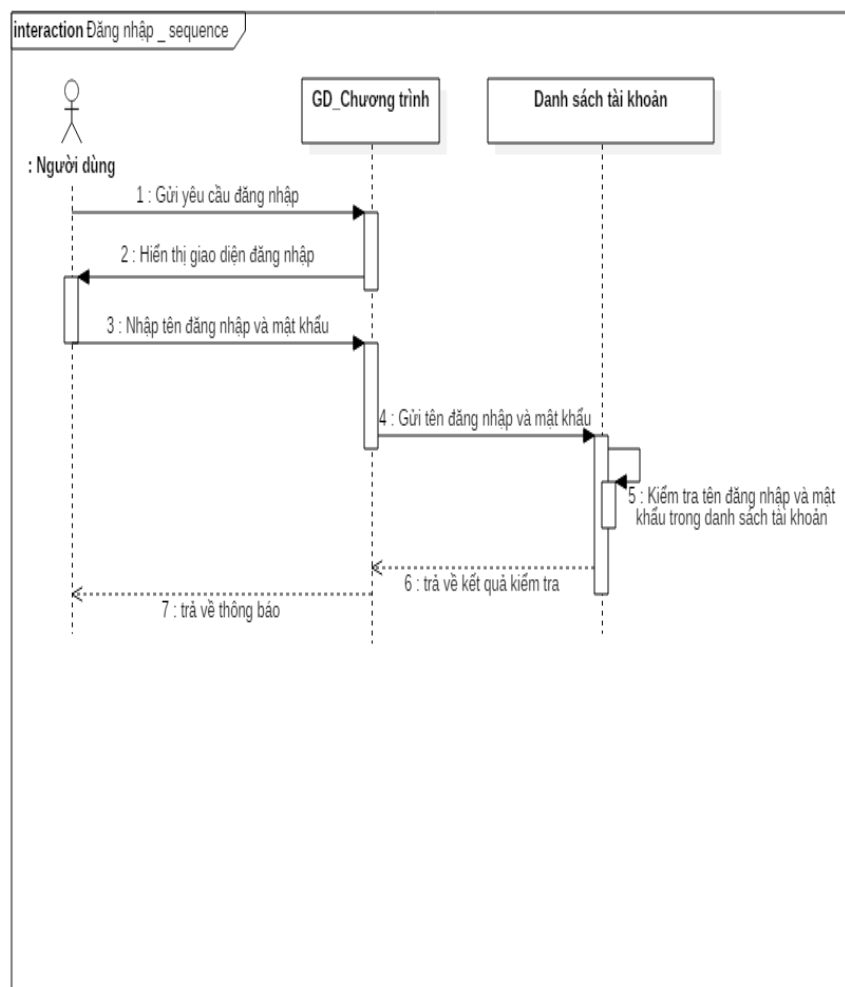 interaction Đăng nhập _ sequence
GD_Chương trình
Danh sách tài khoản
: Người dùng
1 : Gửi yêu cầu đăng nhập
2 : Hiển thị giao diện đăng nhập
3 : Nhập tên đăng nhập và mật khẩu
4 : Gửi tên đăng nhập và mật khẩu
5 : Kiểm tra tên đăng nhập và mật
khẩu trong danh sách tài khoản
6 : trả về kết quả kiểm tra
7 : trả về thông báo